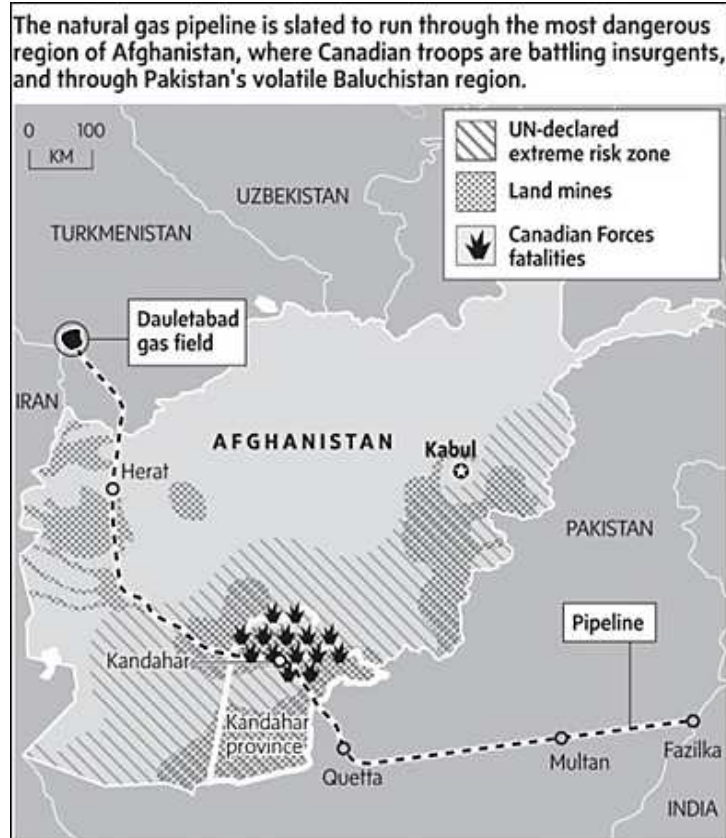 The natural gas pipeline is slated to run through the most dangerous
region of Afghanistan, where Canadian troops are battling insurgents,
and through Pakistan's volatile Baluchistan region.
0 100
KM
UN-declared
extreme risk zone
Land mines
Canadian Forces
fatalities
UZBEKISTAN
TURKMENISTAN
Dauletabad
gas field
IRAN
AFGHANISTAN
Kabul
Herat
PAKISTAN
Pipeline
Kandahar
Kandahar
province
Quetta
Multan
Fazilka
INDIA